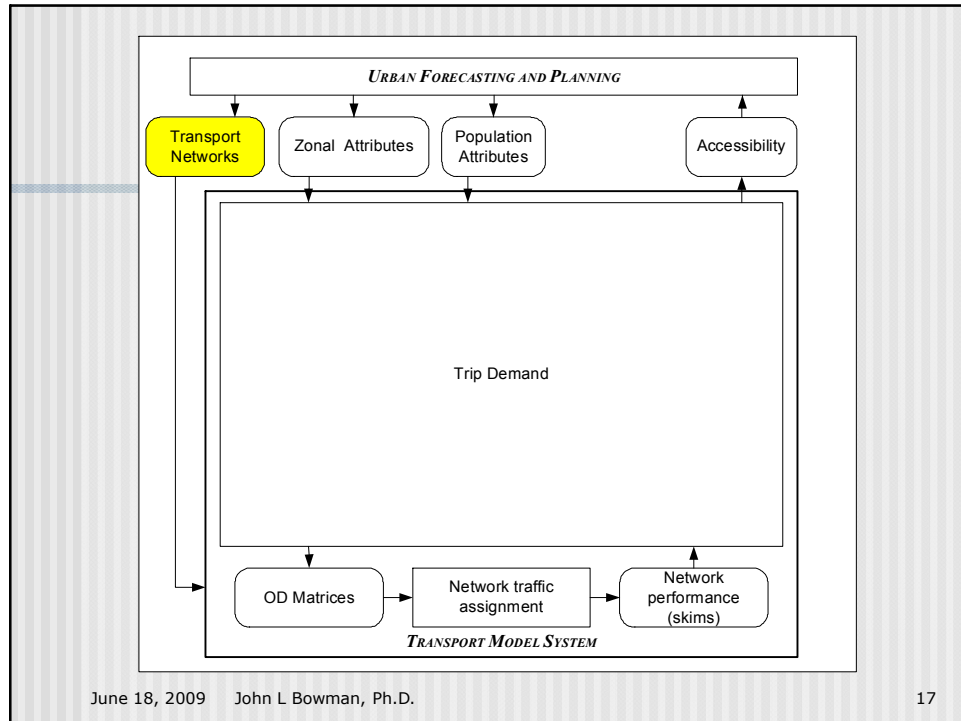 URBAN FORECASTING AND PLANNING
Transport
Networks
Zonal Attributes
Population
Attributes
Accessibility
Trip Demand
OD Matrices
Network traffic
assignment
Network
performance
(skims)
TRANSPORT MODEL SYSTEM
June 18, 2009 John L Bowman, Ph.D. 17